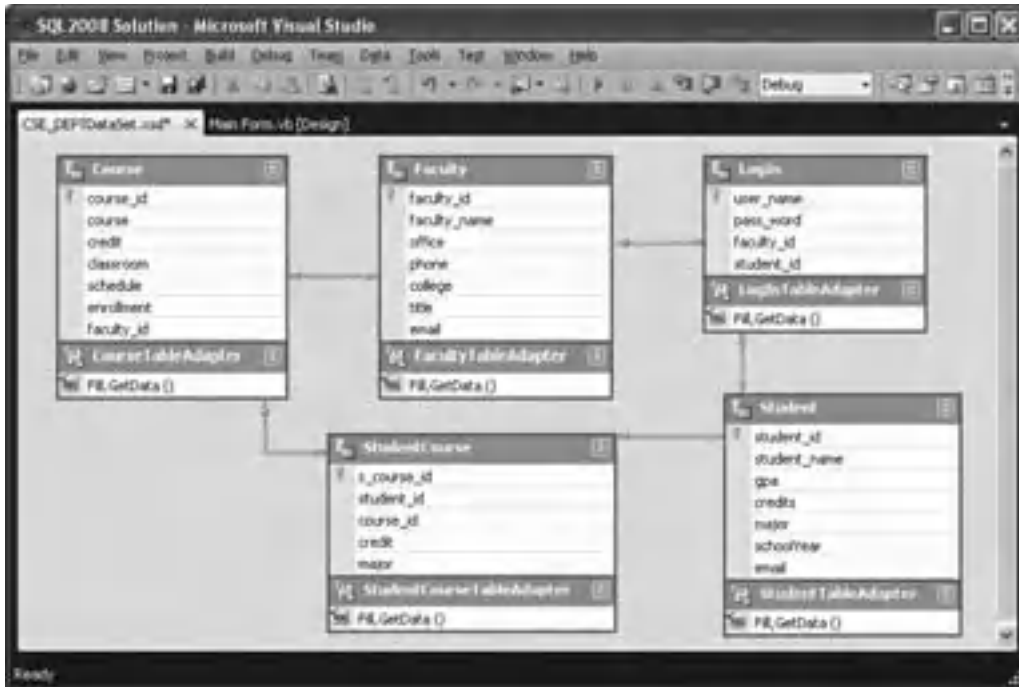 SQL 2008 Solution - Microsoft Visual Studio
File Edit View Project Build Debug Team Data Tools Test Window Help
Debug
CSE_DEPTDataSet.xsd* Main Form.vb [Design]
Course
course_id
course
credit
classroom
schedule
enrollment
faculty_id
CourseTableAdapter
Fill,GetData ()
Faculty
faculty_id
faculty_name
office
phone
college
title
email
FacultyTableAdapter
Fill,GetData ()
LogIn
user_name
pass_word
faculty_id
student_id
LogInTableAdapter
Fill,GetData ()
StudentCourse
s_course_id
student_id
course_id
credit
major
StudentCourseTableAdapter
Fill,GetData ()
Student
student_id
student_name
gpa
credits
major
schoolYear
email
StudentTableAdapter
Fill,GetData ()
Ready